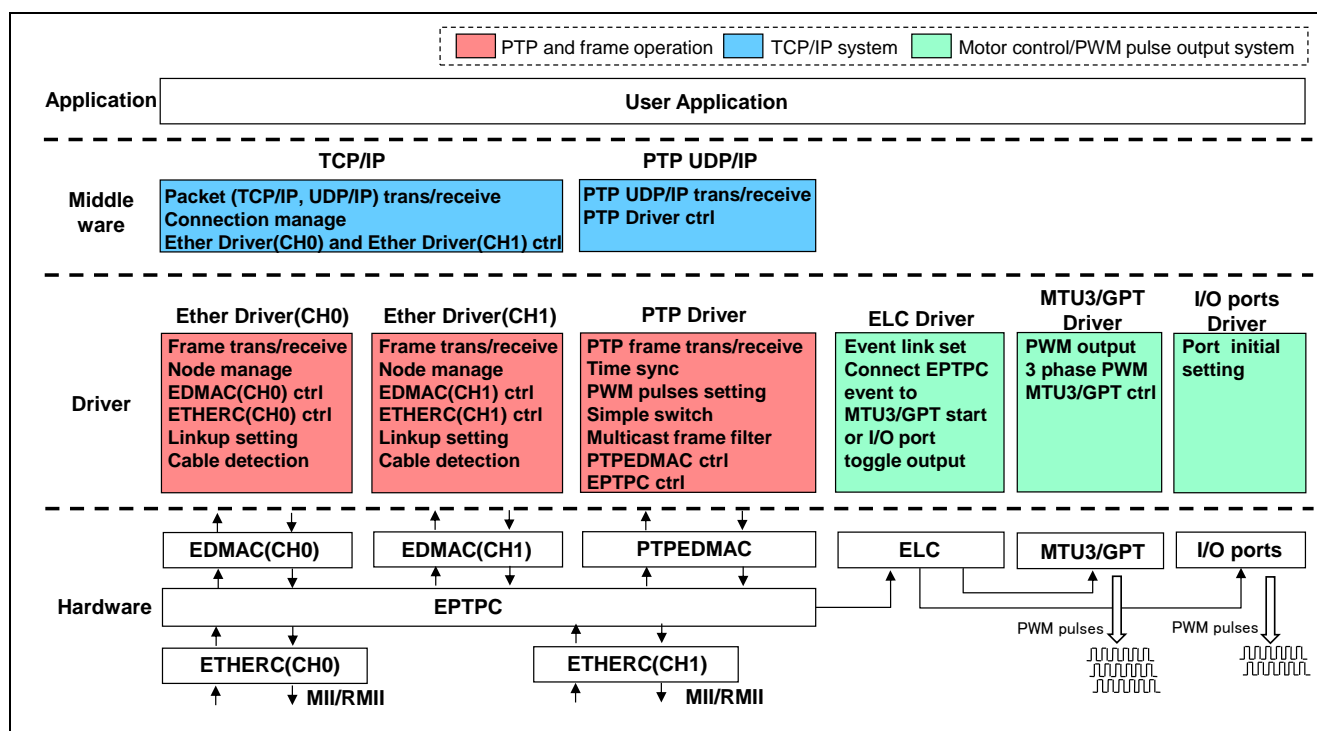 PTP and frame operation
TCP/IP system
Motor control/PWM pulse output system
Application
User Application
TCP/IP
PTP UDP/IP
Middle
ware
Packet (TCP/IP, UDP/IP) trans/receive
Connection manage
Ether Driver(CH0) and Ether Driver(CH1) ctrl
PTP UDP/IP trans/receive
PTP Driver ctrl
Driver
Ether Driver(CH0)
Frame trans/receive
Node manage
EDMAC(CH0) ctrl
ETHERC(CH0) ctrl
Linkup setting
Cable detection
Ether Driver(CH1)
Frame trans/receive
Node manage
EDMAC(CH1) ctrl
ETHERC(CH1) ctrl
Linkup setting
Cable detection
PTP Driver
PTP frame trans/receive
Time sync
PWM pulses setting
Simple switch
Multicast frame filter
PTPEDMAC ctrl
EPTPC ctrl
ELC Driver
Event link set
Connect EPTPC
event to
MTU3/GPT start
or I/O port
toggle output
MTU3/GPT
Driver
PWM output
3 phase PWM
MTU3/GPT ctrl
I/O ports
Driver
Port initial
setting
Hardware
EDMAC(CH0)
EDMAC(CH1)
PTPEDMAC
ELC
MTU3/GPT
I/O ports
EPTPC
PWM pulses
PWM pulses
ETHERC(CH0)
ETHERC(CH1)
MII/RMII
MII/RMII